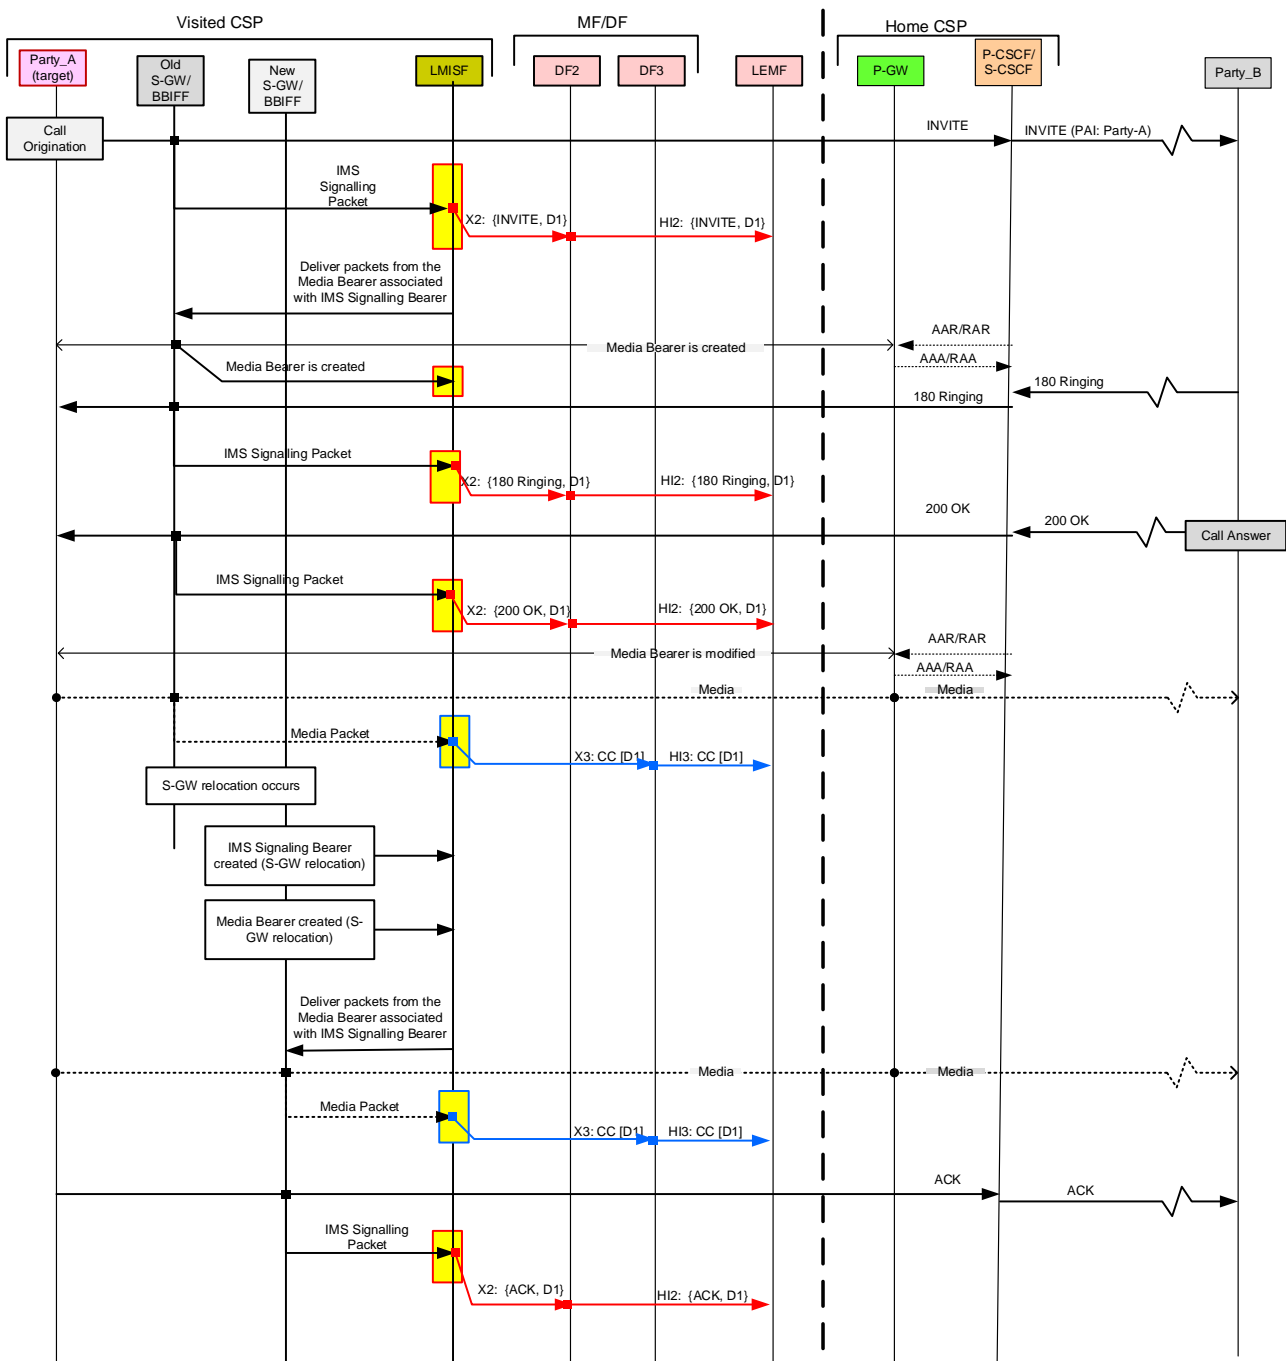 Visited CSP
MF/DF
Home CSP
Party_A
(target)
Old
S-GW/
BBIFF
New
S-GW/
BBIFF
LMISF
DF2
DF3
LEMF
P-GW
P-CSCF/
S-CSCF
Party_B
Call
Origination
INVITE
INVITE (PAI: Party-A)
IMS
Signalling
Packet
X2:  {INVITE, D1}
HI2:  {INVITE, D1}
Deliver packets from the
Media Bearer associated
with IMS Signalling Bearer
AAR/RAR
Media Bearer is created
AAA/RAA
Media Bearer is created
180 Ringing
180 Ringing
IMS Signalling Packet
X2:  {180 Ringing, D1}
HI2:  {180 Ringing, D1}
200 OK
200 OK
Call Answer
IMS Signalling Packet
X2:  {200 OK, D1}
HI2:  {200 OK, D1}
AAR/RAR
Media Bearer is modified
AAA/RAA
Media
Media
Media Packet
X3: CC [D1]
HI3: CC [D1]
S-GW relocation occurs
IMS Signaling Bearer
created (S-GW relocation)
Media Bearer created (S-
GW relocation)
Deliver packets from the
Media Bearer associated
with IMS Signalling Bearer
Media
Media
Media Packet
X3: CC [D1]
HI3: CC [D1]
ACK
ACK
IMS Signalling
Packet
X2:  {ACK, D1}
HI2:  {ACK, D1}